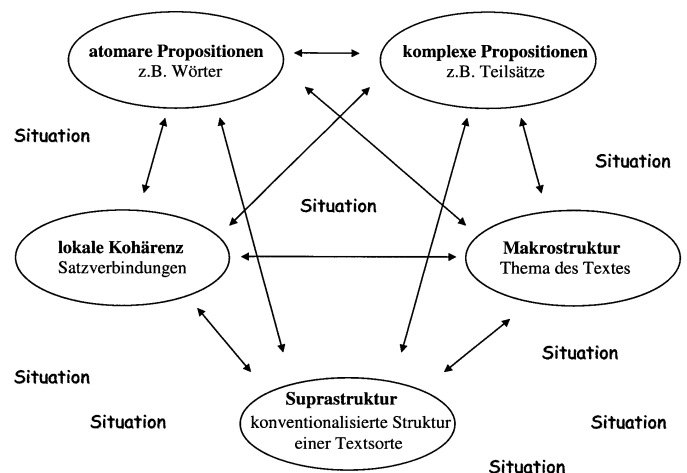 atomare Propositionen
z.B. Wörter
komplexe Propositionen
z.B. Teilsätze
Situation
Situation
Situation
lokale Kohärenz
Satzverbindungen
Makrostruktur
Thema des Textes
Situation
Situation
Suprastruktur
konventionalisierte Struktur
einer Textsorte
Situation
Situation
Situation